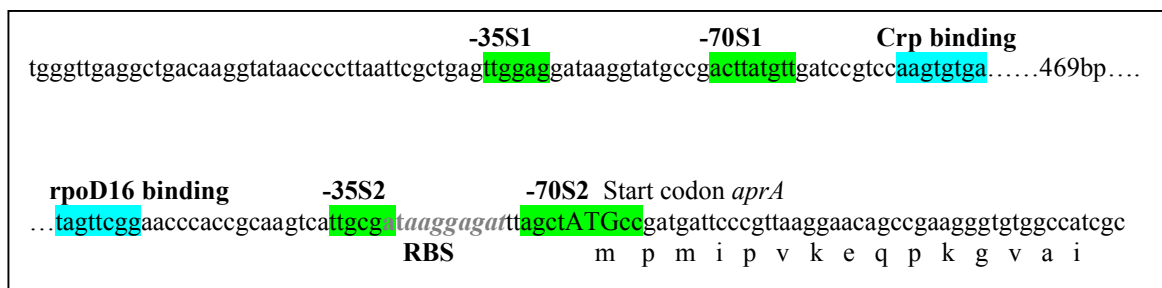 -35S1 -70S1 Crp binding
tgggttgaggctgacaaggtataaccccttaattcgctgagttggaggataaggtatgccgacttatgttgatccgtccaagtgtga……469bp….
rpoD16 binding -35S2 -70S2 Start codon aprA
…tagttcggaacccaccgcaagtcattgcgataaggagatttagctATGccgatgattcccgttaaggaacagccgaagggtgtggccatcgc
RBS m p m i p v k e q p k g v a i